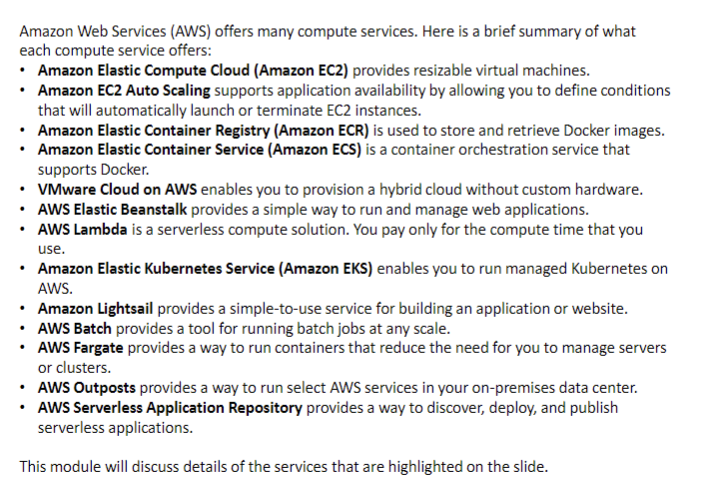 Amazon Web Services (AWS) offers many compute services. Here is a brief summary of what
each compute service offers:
• Amazon Elastic Compute Cloud (Amazon EC2) provides resizable virtual machines.
• Amazon EC2 Auto Scaling supports application availability by allowing you to define conditions
that will automatically launch or terminate EC2 instances.
• Amazon Elastic Container Registry (Amazon ECR) is used to store and retrieve Docker images.
• Amazon Elastic Container Service (Amazon ECS) is a container orchestration service that
supports Docker.
• VMware Cloud on AWS enables you to provision a hybrid cloud without custom hardware.
• AWS Elastic Beanstalk provides a simple way to run and manage web applications.
• AWS Lambda is a serverless compute solution. You pay only for the compute time that you
use.
• Amazon Elastic Kubernetes Service (Amazon EKS) enables you to run managed Kubernetes on
AWS.
• Amazon Lightsail provides a simple-to-use service for building an application or website.
• AWS Batch provides a tool for running batch jobs at any scale.
• AWS Fargate provides a way to run containers that reduce the need for you to manage servers
or clusters.
• AWS Outposts provides a way to run select AWS services in your on-premises data center.
• AWS Serverless Application Repository provides a way to discover, deploy, and publish
serverless applications.
This module will discuss details of the services that are highlighted on the slide.